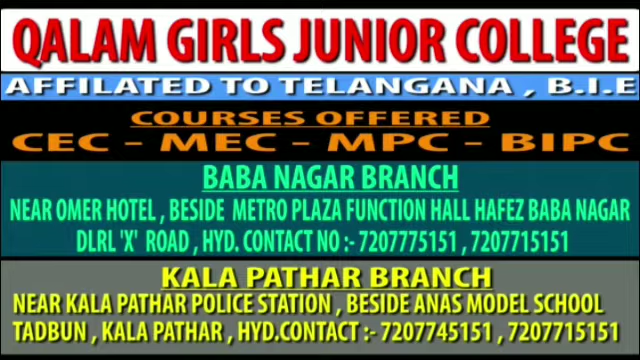 QALAM GIRLS JUNIOR COLLEGE
AFFILATED TO TELANGANA , B.I.E
COURSES OFFERED
CEC - MEC - MPC - BIPC
BABA NAGAR BRANCH
NEAR OMER HOTEL , BESIDE METRO PLAZA FUNCTION HALL HAFEZ BABA NAGAR
DLRL 'X' ROAD , HYD. CONTACT NO :- 7207775151 , 7207715151
KALA PATHAR BRANCH
NEAR KALA PATHAR POLICE STATION , BESIDE ANAS MODEL SCHOOL
TADBUN , KALA PATHAR , HYD.CONTACT :- 7207745151 , 7207715151